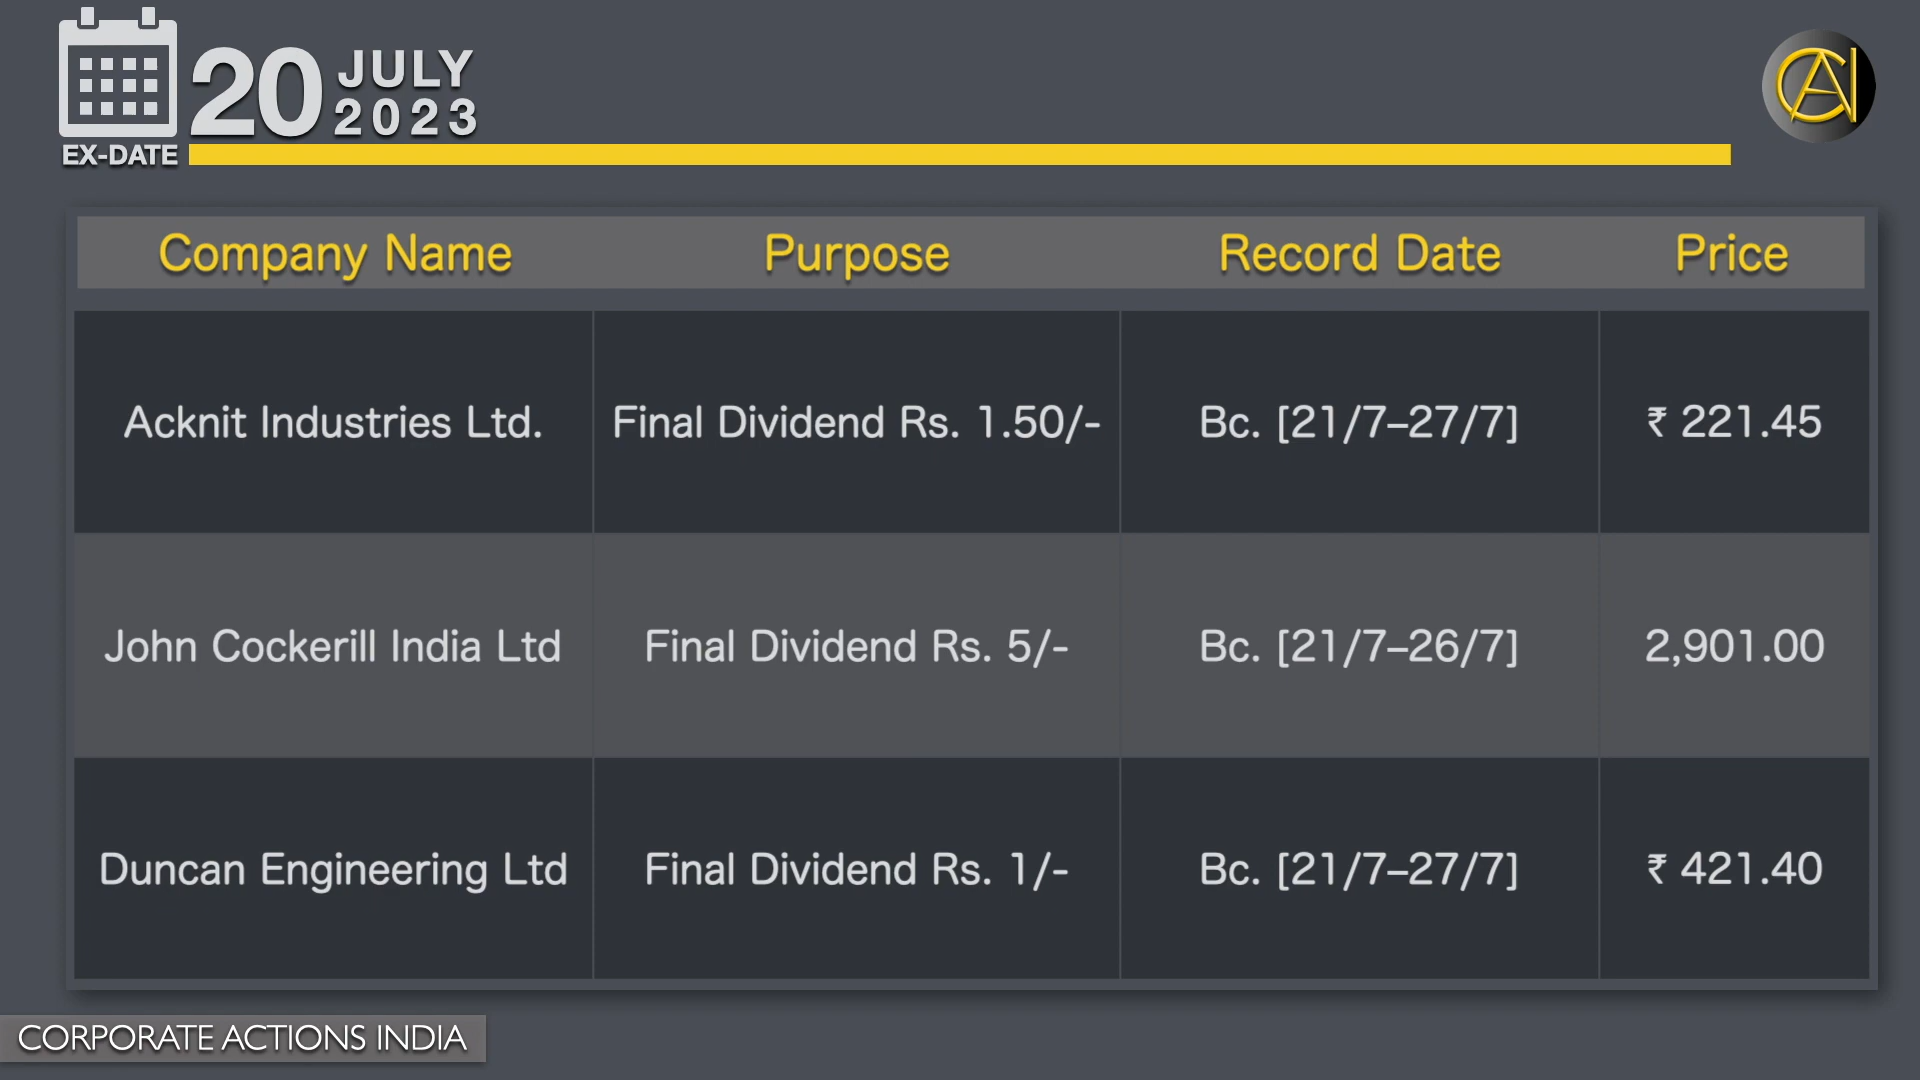 20 JULY
2023
EX-DATE
CAI
Company Name Purpose Record Date Price
Acknit Industries Ltd. Final Dividend Rs. 1.50/- Bc. [21/7–27/7] ₹ 221.45
John Cockerill India Ltd Final Dividend Rs. 5/- Bc. [21/7–26/7] 2,901.00
Duncan Engineering Ltd Final Dividend Rs. 1/- Bc. [21/7–27/7] ₹ 421.40
CORPORATE ACTIONS INDIA